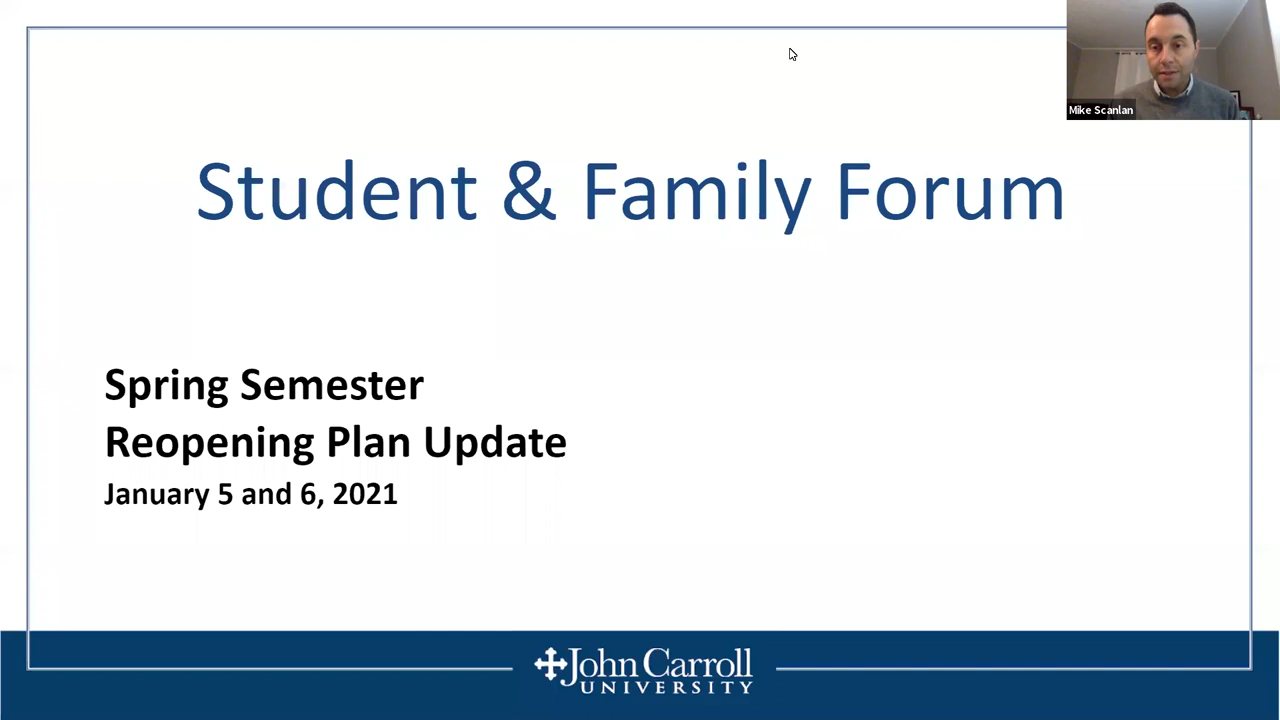 Mike Scanlan
Student & Family Forum
Spring Semester
Reopening Plan Update
January 5 and 6, 2021
John Carroll
UNIVERSITY